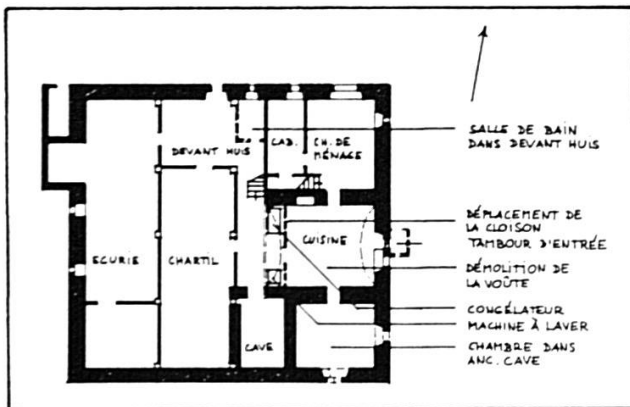 DEVANT HUIS
CAB.
CH. DE
MÉNAGE
ECURIE
CHARTIL
CUISINE
CAVE
SALLE DE BAIN
DANS DEVANT HUIS
DÉPLACEMENT DE
LA CLOISON
TAMBOUR D'ENTRÉE
DÉMOLITION DE
LA VOÛTE
CONGÉLATEUR
MACHINE À LAVER
CHAMBRE DANS
ANC. CAVE